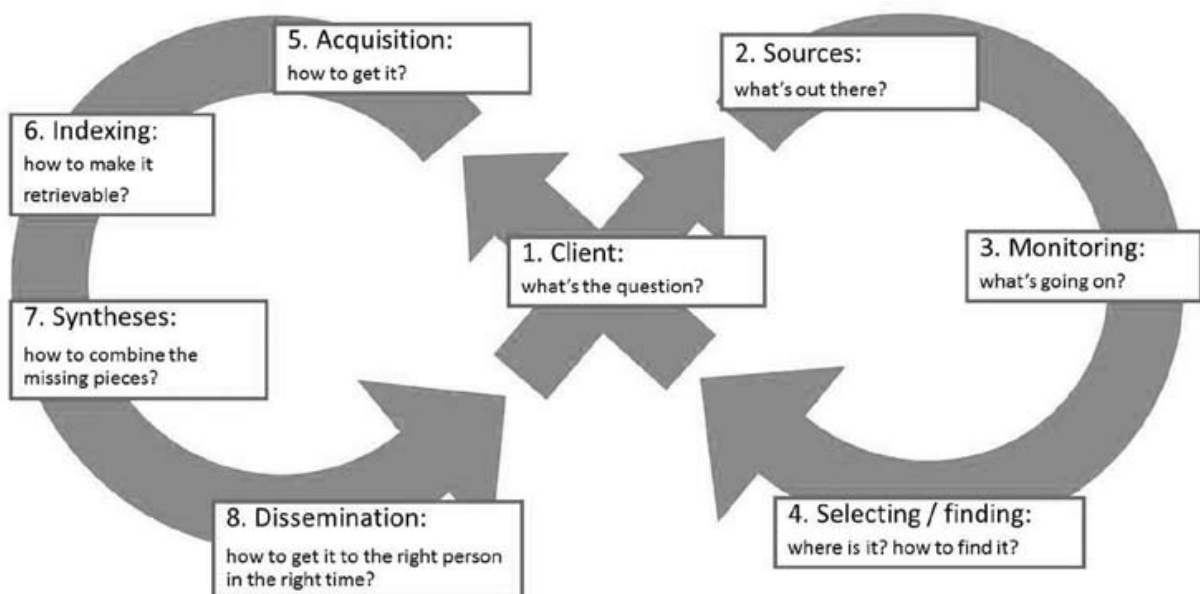 1. Client:
what's the question?
2. Sources:
what's out there?
3. Monitoring:
what's going on?
4. Selecting / finding:
where is it? how to find it?
5. Acquisition:
how to get it?
6. Indexing:
how to make it
retrievable?
7. Syntheses:
how to combine the
missing pieces?
8. Dissemination:
how to get it to the right person
in the right time?